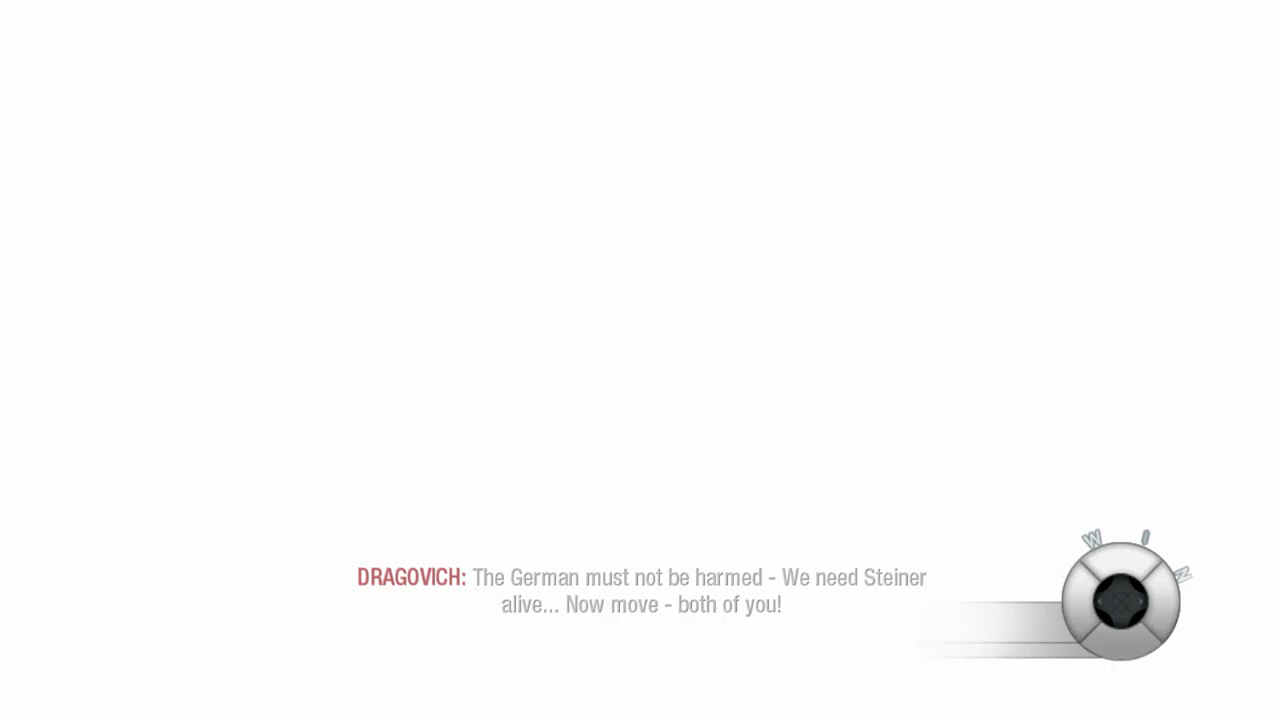 W I Z
DRAGOVICH: The German must not be harmed - We need Steiner
alive... Now move - both of you!